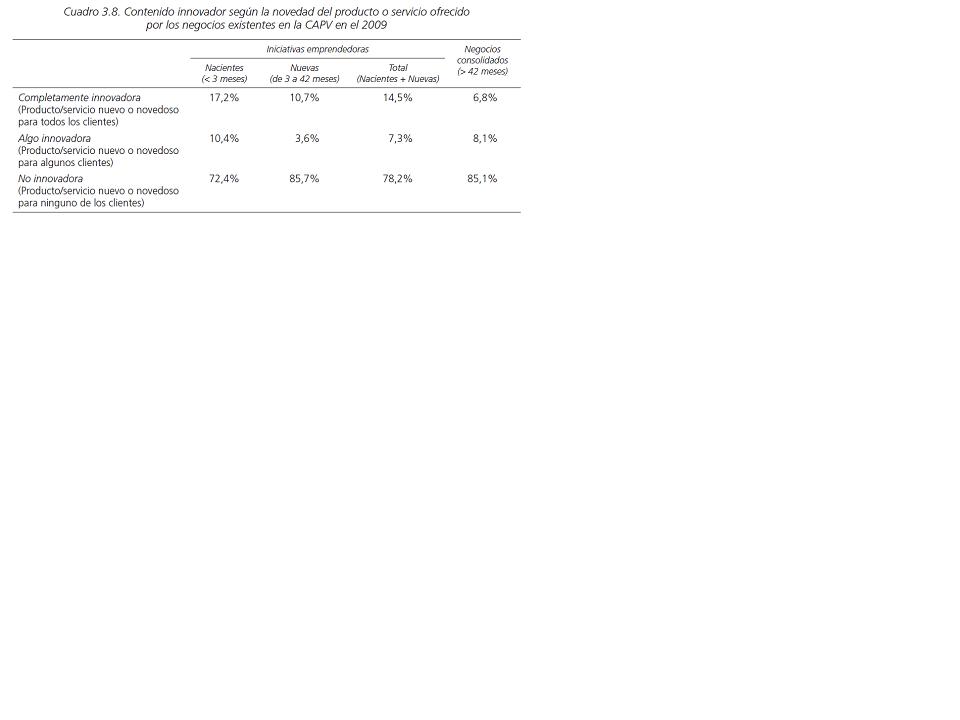 Cuadro 3.8. Contenido innovador según la novedad del producto o servicio ofrecido
por los negocios existentes en la CAPV en el 2009
Iniciativas emprendedoras
Negocios
consolidados
(> 42 meses)
Nacientes
(< 3 meses)
Nuevas
(de 3 a 42 meses)
Total
(Nacientes + Nuevas)
Completamente innovadora
(Producto/servicio nuevo o novedoso
para todos los clientes)
17,2% 10,7% 14,5% 6,8%
Algo innovadora
(Producto/servicio nuevo o novedoso
para algunos clientes)
10,4% 3,6% 7,3% 8,1%
No innovadora
(Producto/servicio nuevo o novedoso
para ninguno de los clientes)
72,4% 85,7% 78,2% 85,1%